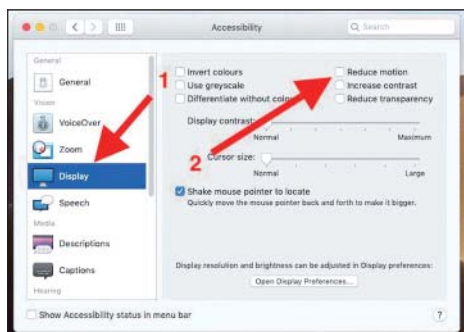 Accessibility
Search
General
General
Vision
VoiceOver
Zoom
Display
Speech
Media
Descriptions
Captions
Hearing
1
Invert colours
Use greyscale
Differentiate without colo
Reduce motion
Increase contrast
Reduce transparency
Display contrast:
Normal
Maximum
2
Cursor size:
Normal
Large
Shake mouse pointer to locate
Quickly move the mouse pointer back and forth to make it bigger.
Display resolution and brightness can be adjusted in Display preferences:
Open Display Preferences...
Show Accessibility status in menu bar
?